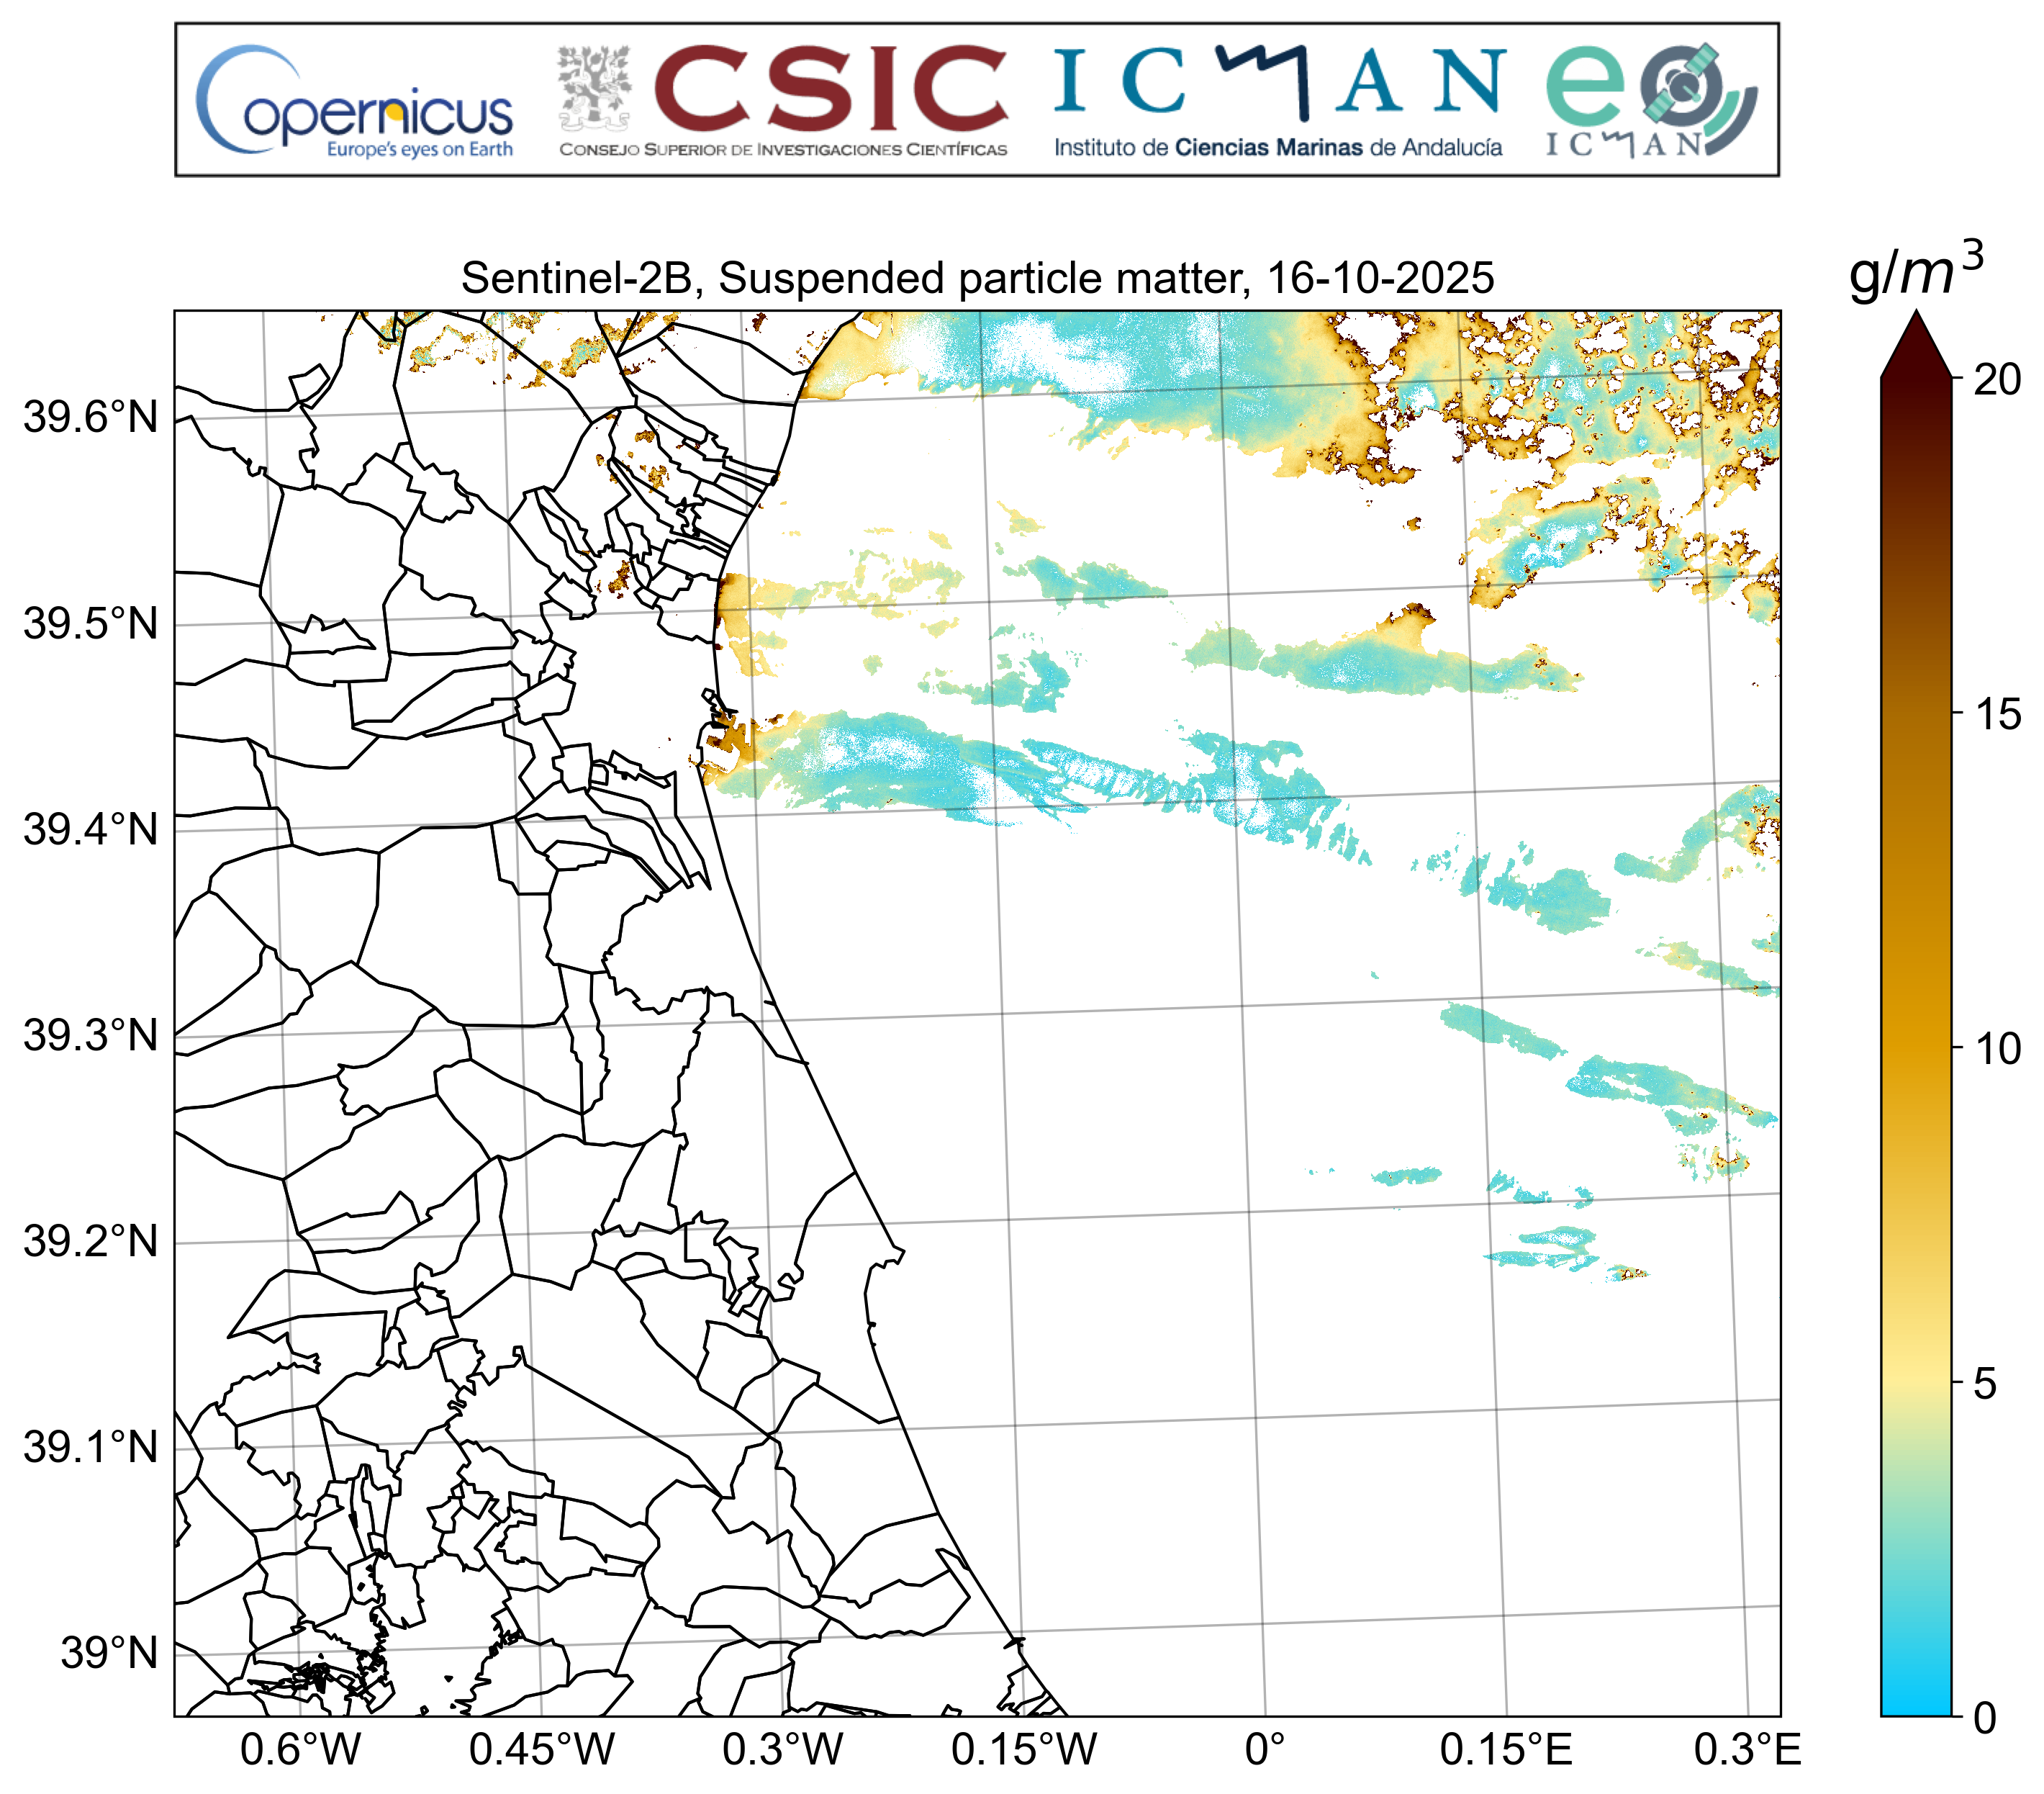 Copernicus
Europe's eyes on Earth
CSIC
CONSEJO SUPERIOR DE INVESTIGACIONES CIENTÍFICAS
ICMAN
Instituto de Ciencias Marinas de Andalucía
eo
ICMAN
Sentinel-2B, Suspended particle matter, 16-10-2025
g/m³
39.6°N
39.5°N
39.4°N
39.3°N
39.2°N
39.1°N
39°N
0.6°W 0.45°W 0.3°W 0.15°W 0° 0.15°E 0.3°E
20
15
10
5
0